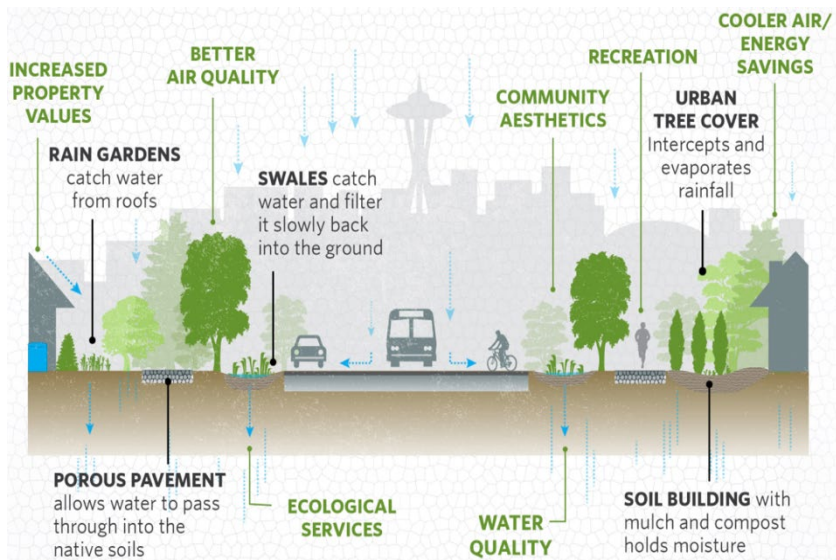 INCREASED
PROPERTY
VALUES
BETTER
AIR QUALITY
RAIN GARDENS
catch water
from roofs
SWALES catch
water and filter
it slowly back
into the ground
COMMUNITY
AESTHETICS
RECREATION
COOLER AIR/
ENERGY
SAVINGS
URBAN
TREE COVER
Intercepts and
evaporates
rainfall
POROUS PAVEMENT
allows water to pass
through into the
native soils
ECOLOGICAL
SERVICES
WATER
QUALITY
SOIL BUILDING with
mulch and compost
holds moisture